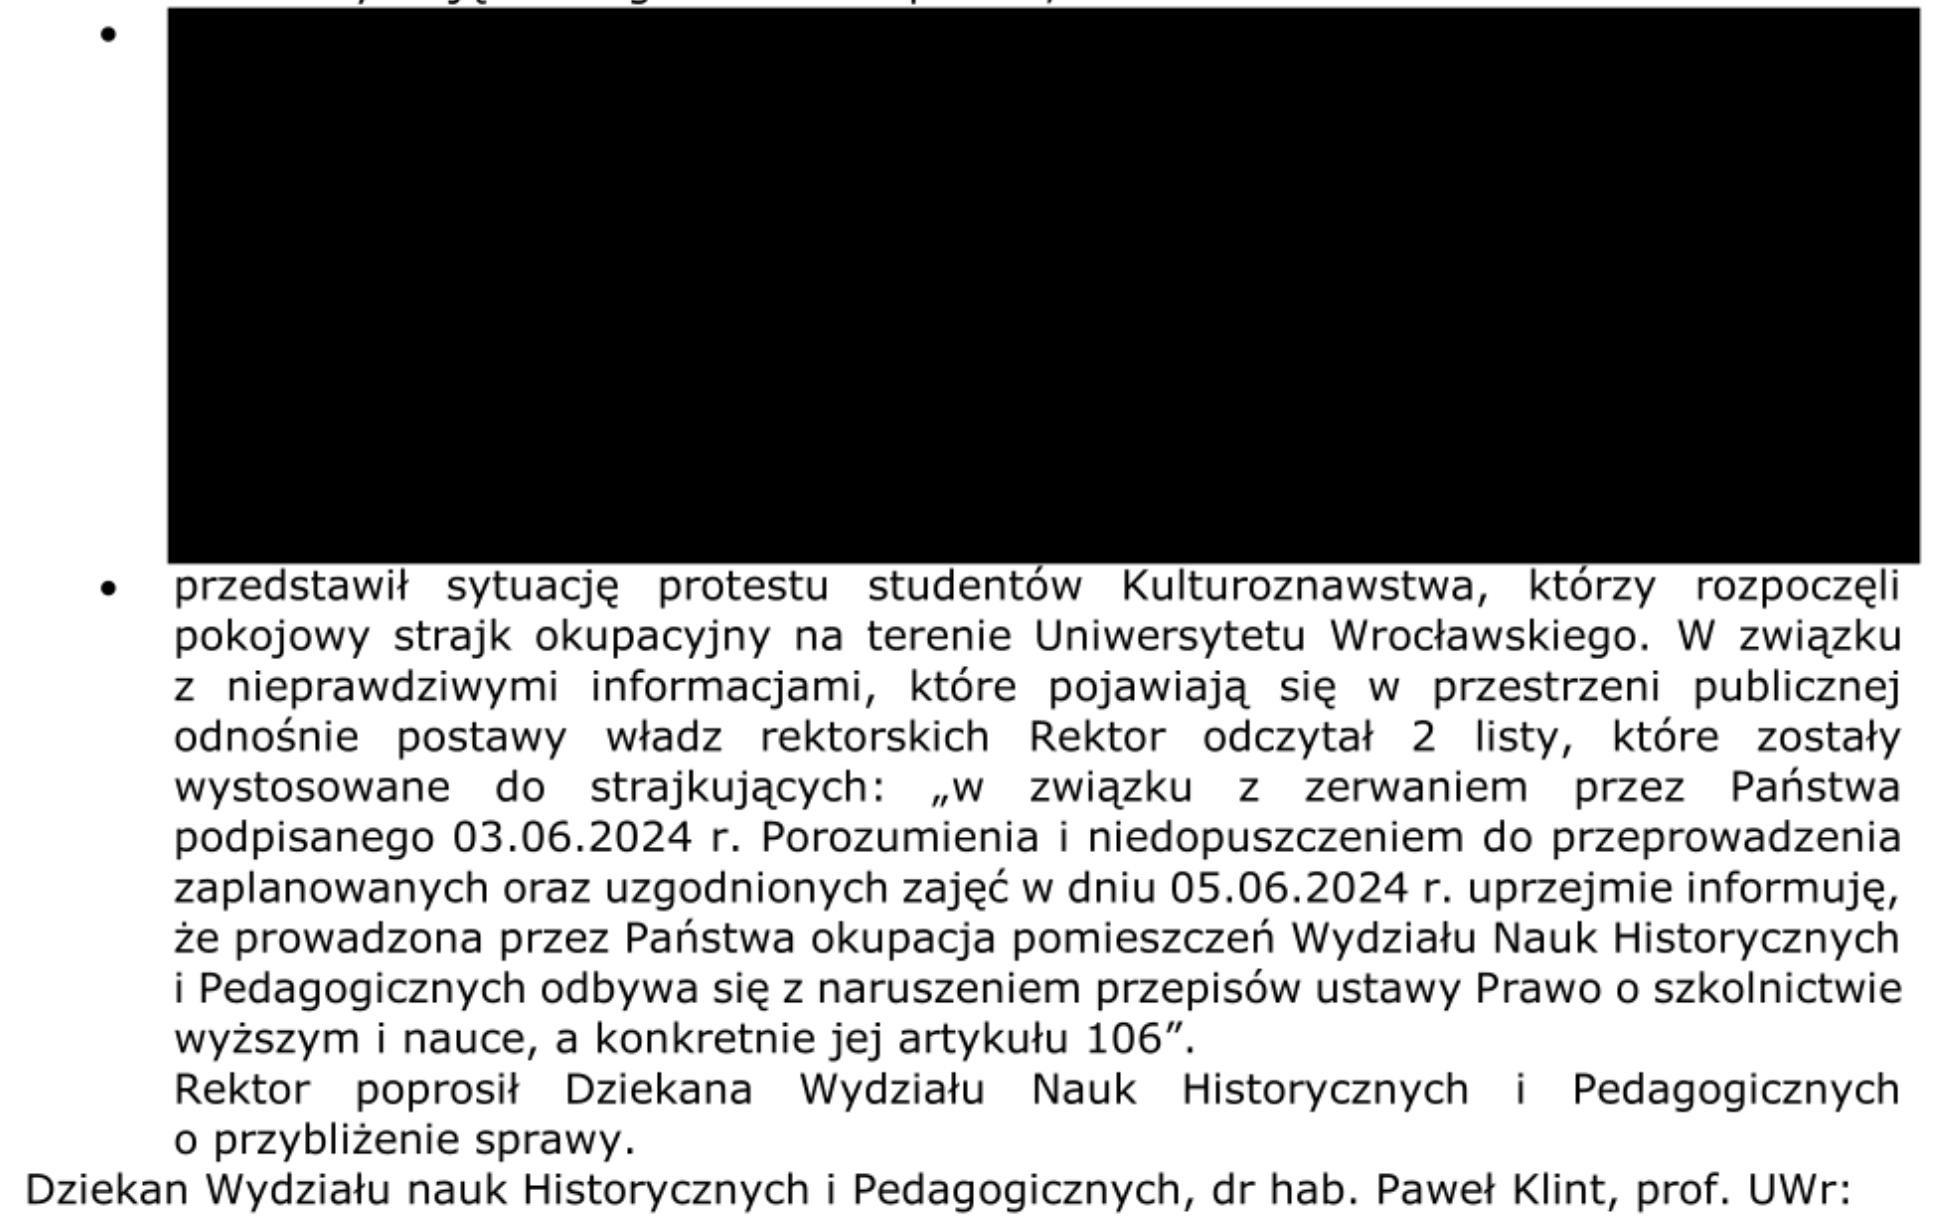 przedstawił sytuację protestu studentów Kulturoznawstwa, którzy rozpoczęli
pokojowy strajk okupacyjny na terenie Uniwersytetu Wrocławskiego. W związku
z nieprawdziwymi informacjami, które pojawiają się w przestrzeni publicznej
odnośnie postawy władz rektorskich Rektor odczytał 2 listy, które zostały
wystosowane do strajkujących: „w związku z zerwaniem przez Państwa
podpisanego 03.06.2024 r. Porozumienia i niedopuszczeniem do przeprowadzenia
zaplanowanych oraz uzgodnionych zajęć w dniu 05.06.2024 r. uprzejmie informuję,
że prowadzona przez Państwa okupacja pomieszczeń Wydziału Nauk Historycznych
i Pedagogicznych odbywa się z naruszeniem przepisów ustawy Prawo o szkolnictwie
wyższym i nauce, a konkretnie jej artykułu 106”.
Rektor poprosił Dziekana Wydziału Nauk Historycznych i Pedagogicznych
o przybliżenie sprawy.
Dziekan Wydziału nauk Historycznych i Pedagogicznych, dr hab. Paweł Klint, prof. UWr: